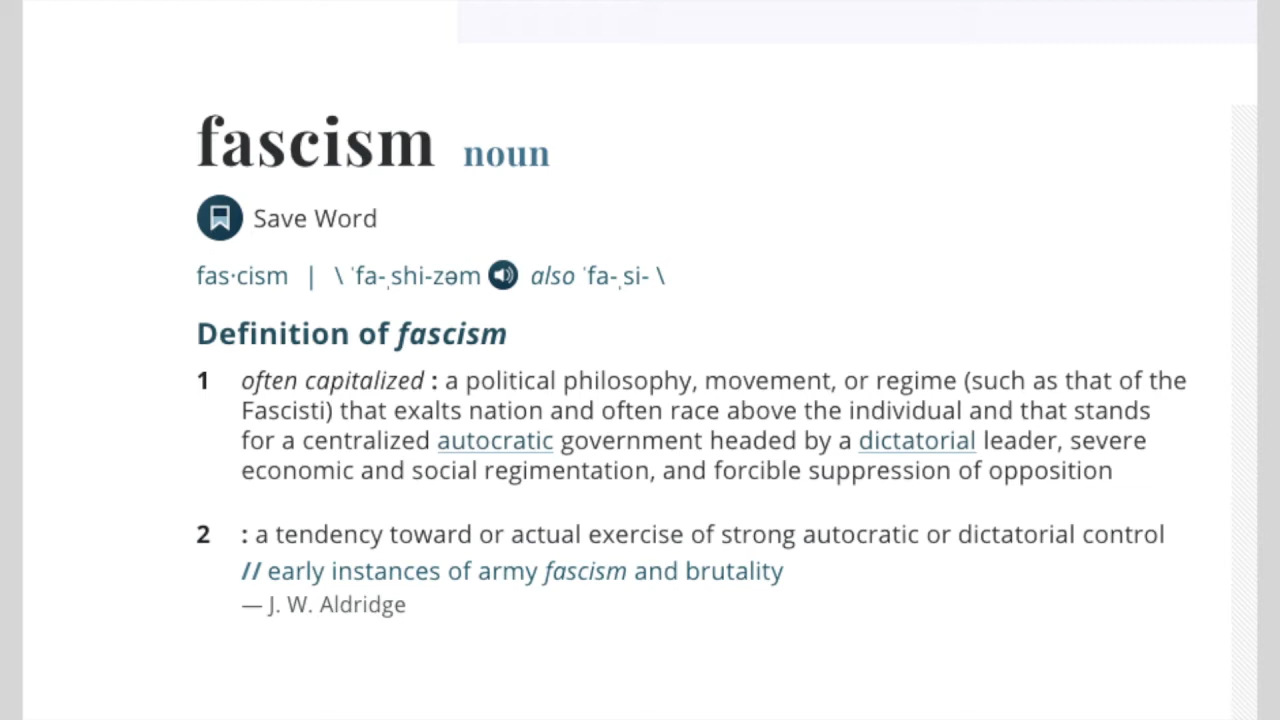 fascism noun
Save Word
fas·cism | \ ˈfa-ˌshi-zəm also ˈfa-ˌsi- \
Definition of fascism
1 often capitalized : a political philosophy, movement, or regime (such as that of the
Fascisti) that exalts nation and often race above the individual and that stands
for a centralized autocratic government headed by a dictatorial leader, severe
economic and social regimentation, and forcible suppression of opposition
2 : a tendency toward or actual exercise of strong autocratic or dictatorial control
// early instances of army fascism and brutality
— J. W. Aldridge